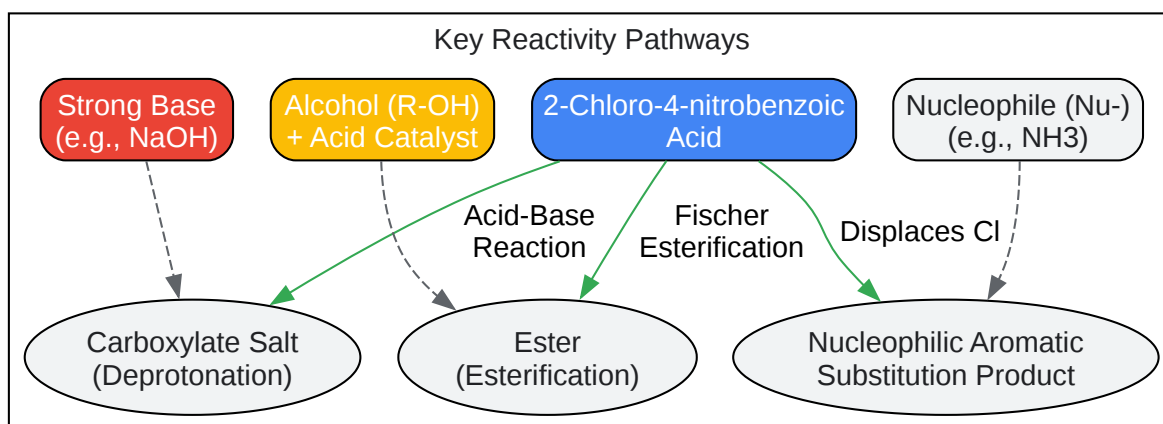 Key Reactivity Pathways
Strong Base
(e.g., NaOH)
Alcohol (R-OH)
+ Acid Catalyst
2-Chloro-4-nitrobenzoic
Acid
Nucleophile (Nu-)
(e.g., NH3)
Acid-Base
Reaction
Fischer
Esterification
Displaces Cl
Carboxylate Salt
(Deprotonation)
Ester
(Esterification)
Nucleophilic Aromatic
Substitution Product